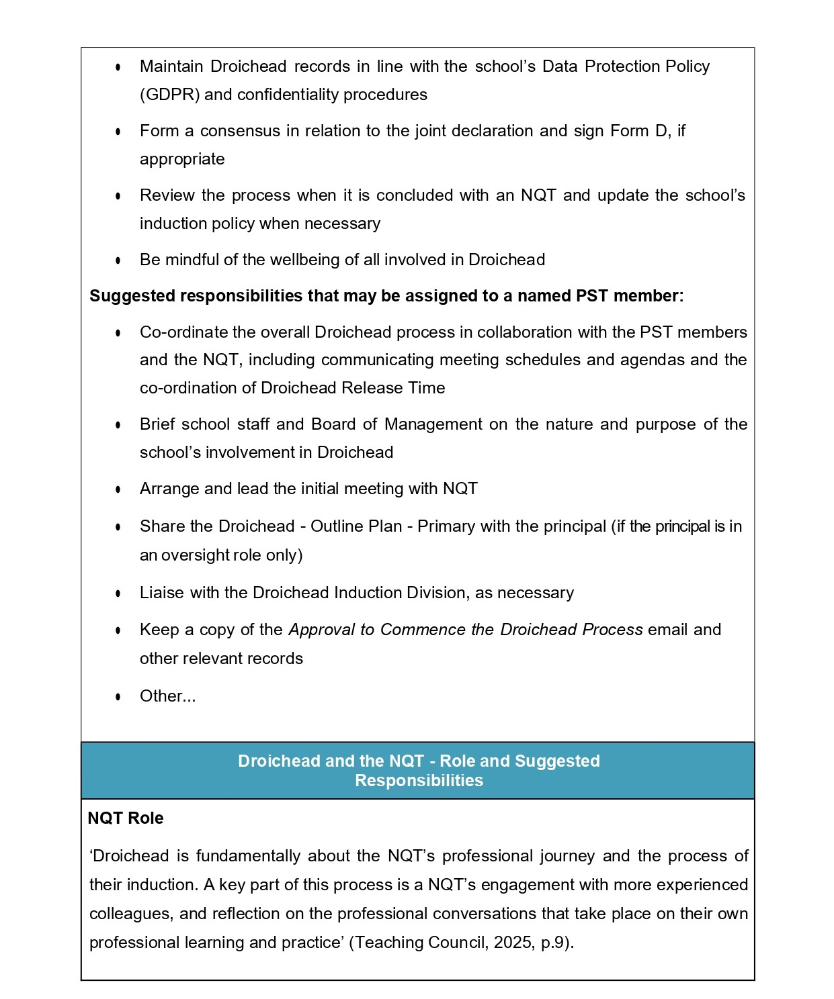 • Maintain Droichead records in line with the school’s Data Protection Policy
(GDPR) and confidentiality procedures
• Form a consensus in relation to the joint declaration and sign Form D, if
appropriate
• Review the process when it is concluded with an NQT and update the school’s
induction policy when necessary
• Be mindful of the wellbeing of all involved in Droichead
Suggested responsibilities that may be assigned to a named PST member:
• Co-ordinate the overall Droichead process in collaboration with the PST members
and the NQT, including communicating meeting schedules and agendas and the
co-ordination of Droichead Release Time
• Brief school staff and Board of Management on the nature and purpose of the
school’s involvement in Droichead
• Arrange and lead the initial meeting with NQT
• Share the Droichead - Outline Plan - Primary with the principal (if the principal is in
an oversight role only)
• Liaise with the Droichead Induction Division, as necessary
• Keep a copy of the Approval to Commence the Droichead Process email and
other relevant records
• Other...
Droichead and the NQT - Role and Suggested
Responsibilities
NQT Role
‘Droichead is fundamentally about the NQT’s professional journey and the process of
their induction. A key part of this process is a NQT’s engagement with more experienced
colleagues, and reflection on the professional conversations that take place on their own
professional learning and practice’ (Teaching Council, 2025, p.9).